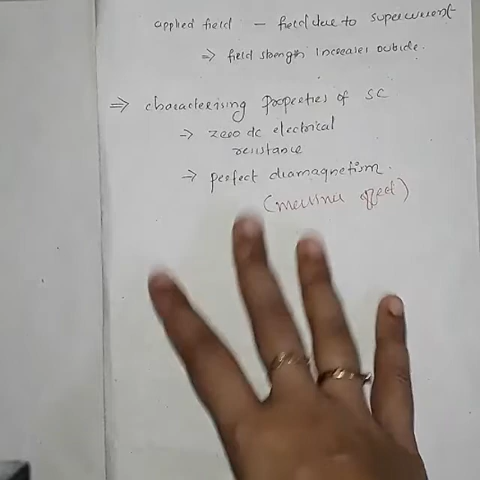 applied field – field due to supercurrent
⇒ field strength increases outside.
⇒ characterising properties of SC
→ zero dc electrical
resistance
→ perfect diamagnetism.
(meissner effect)